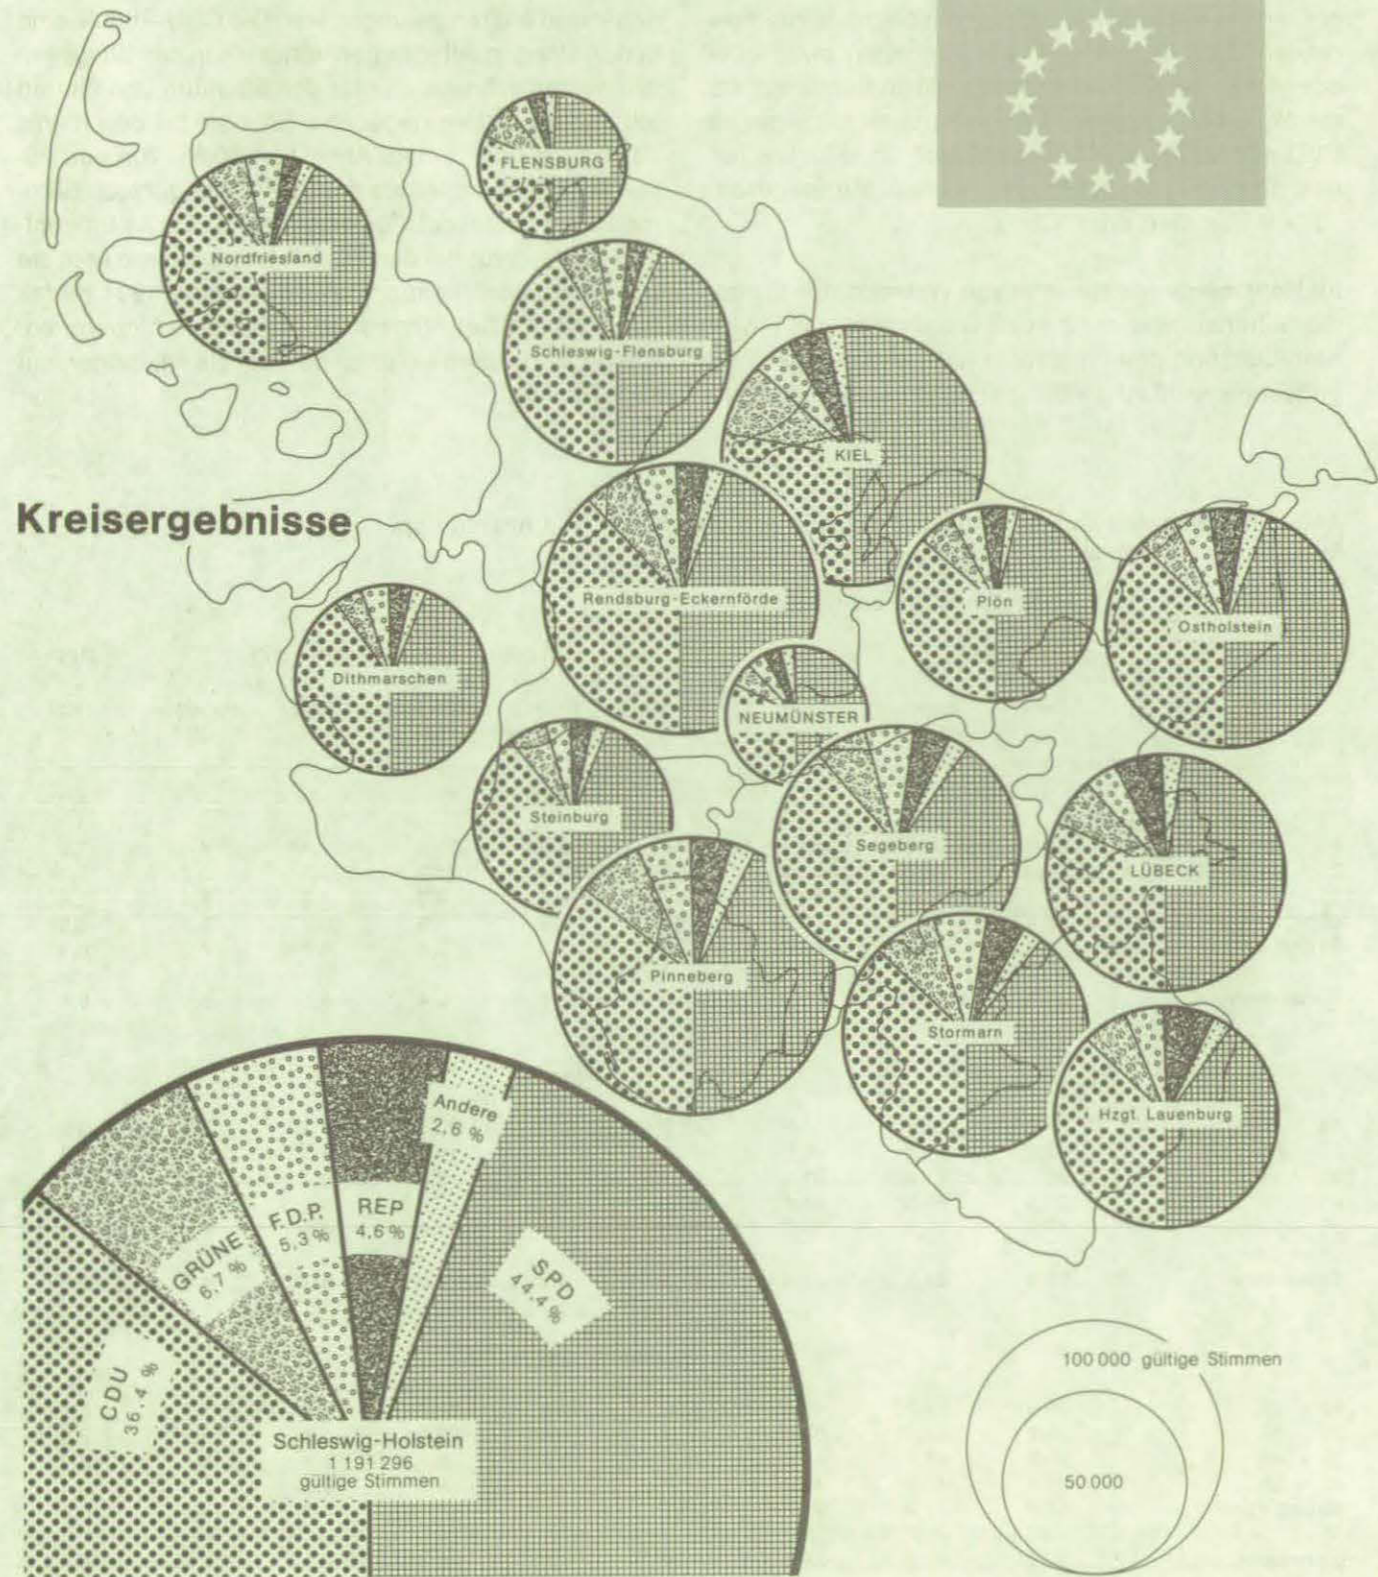 FLENSBURG
Nordfriesland
Schleswig-Flensburg
KIEL
Kreisergebnisse
Rendsburg-Eckernförde
Plön
Ostholstein
Dithmarschen
NEUMÜNSTER
Steinburg
Segeberg
LÜBECK
Pinneberg
Stormarn
Hzgt. Lauenburg
Andere
2,6 %
REP
4,6 %
F.D.P.
5,3 %
GRÜNE
6,7 %
SPD
44,4 %
CDU
36,4 %
Schleswig-Holstein
1 191 296
gültige Stimmen
100 000 gültige Stimmen
50 000